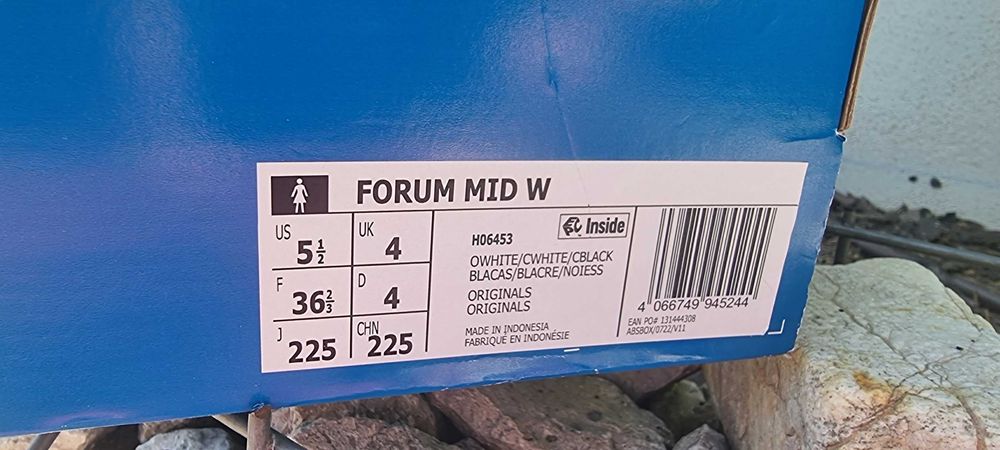 FORUM MID W
US 5½
UK 4
F 36⅔
D 4
J 225
CHN 225
Inside
H06453
OWHITE/CWHITE/CBLACK
BLACAS/BLACRE/NOIESS
ORIGINALS
ORIGINALS
MADE IN INDONESIA
FABRIQUÉ EN INDONÉSIE
4 066749 945244
EAN PO# 131444308
ABSBOX/0722/V11